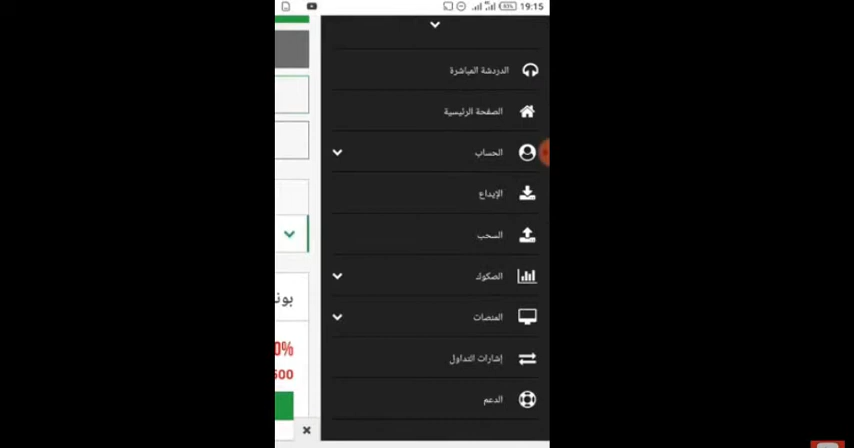 19:15
الدردشة المباشرة
الصفحة الرئيسية
الحساب
الإيداع
السحب
الصكوك
المنصات
إشارات التداول
الدعم
بون
0%
500